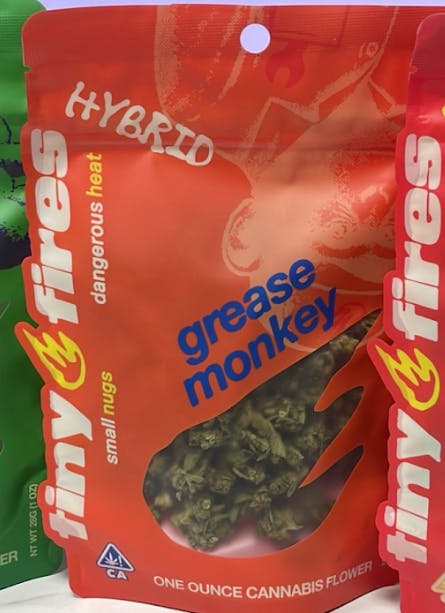 HYBRID
tiny fires
dangerous heat
small nugs
grease
monkey
CA
ONE OUNCE CANNABIS FLOWER
tiny fires
NT WT. 28G (1 OZ)
ER